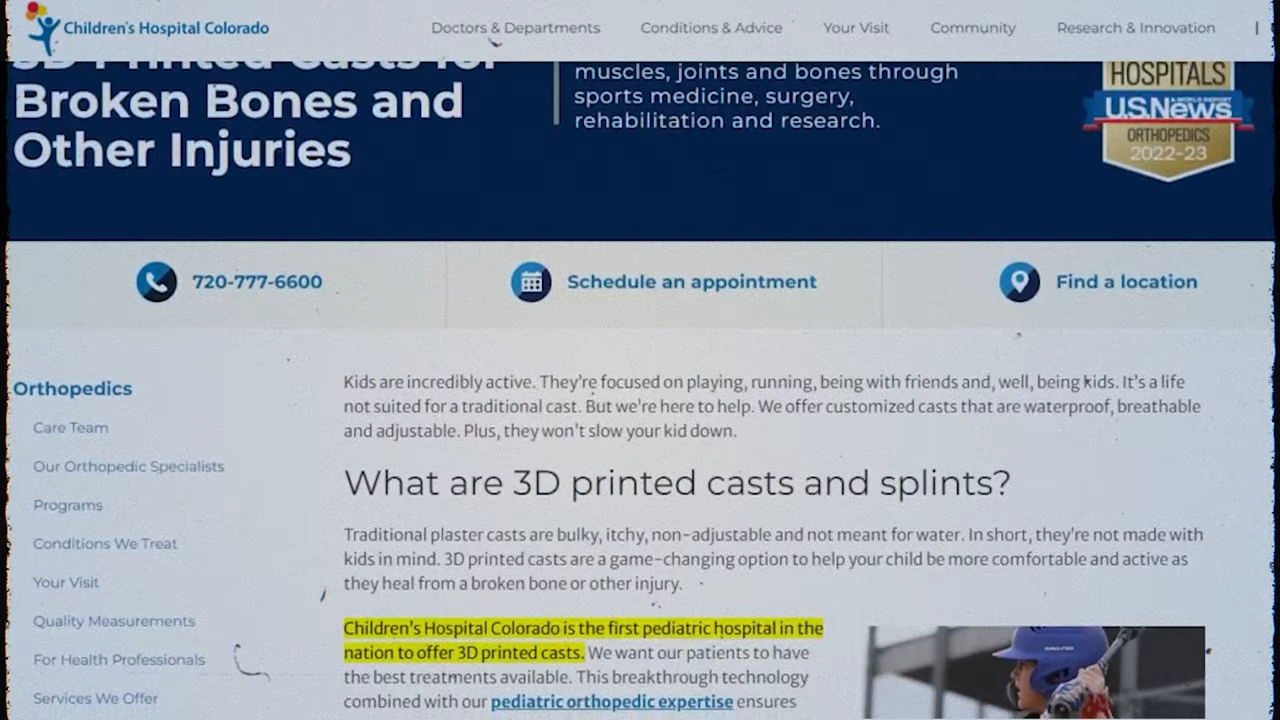 Children's Hospital Colorado
Doctors & Departments
Conditions & Advice
Your Visit
Community
Research & Innovation
3D Printed Casts for
Broken Bones and
Other Injuries
muscles, joints and bones through
sports medicine, surgery,
rehabilitation and research.
HOSPITALS
U.S. News
& WORLD REPORT
ORTHOPEDICS
2022-23
720-777-6600
Schedule an appointment
Find a location
Orthopedics
Care Team
Our Orthopedic Specialists
Programs
Conditions We Treat
Your Visit
Quality Measurements
For Health Professionals
Services We Offer
Kids are incredibly active. They're focused on playing, running, being with friends and, well, being kids. It's a life
not suited for a traditional cast. But we're here to help. We offer customized casts that are waterproof, breathable
and adjustable. Plus, they won't slow your kid down.
What are 3D printed casts and splints?
Traditional plaster casts are bulky, itchy, non-adjustable and not meant for water. In short, they're not made with
kids in mind. 3D printed casts are a game-changing option to help your child be more comfortable and active as
they heal from a broken bone or other injury.
Children's Hospital Colorado is the first pediatric hospital in the
nation to offer 3D printed casts. We want our patients to have
the best treatments available. This breakthrough technology
combined with our pediatric orthopedic expertise ensures